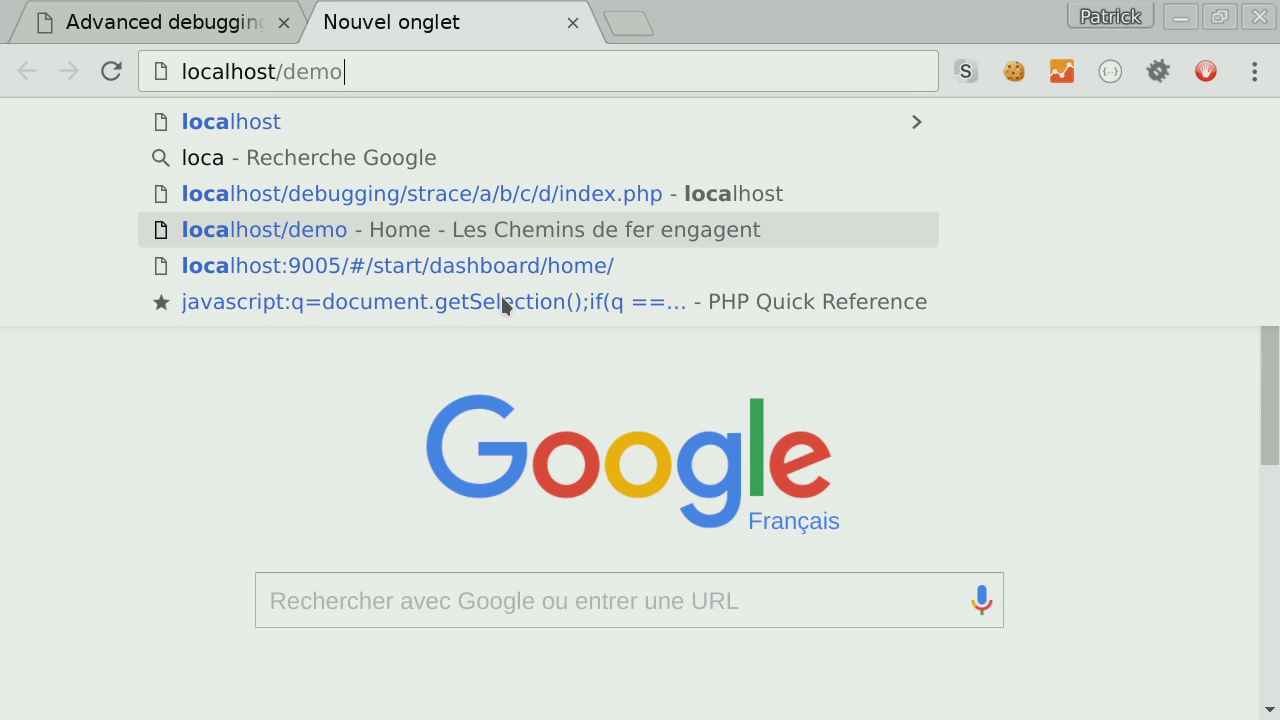 Advanced debugging
Nouvel onglet
Patrick
localhost/demo
S
localhost
loca - Recherche Google
localhost/debugging/strace/a/b/c/d/index.php - localhost
localhost/demo - Home - Les Chemins de fer engagent
localhost:9005/#/start/dashboard/home/
javascript:q=document.getSelection();if(q ==... - PHP Quick Reference
Google
Français
Rechercher avec Google ou entrer une URL